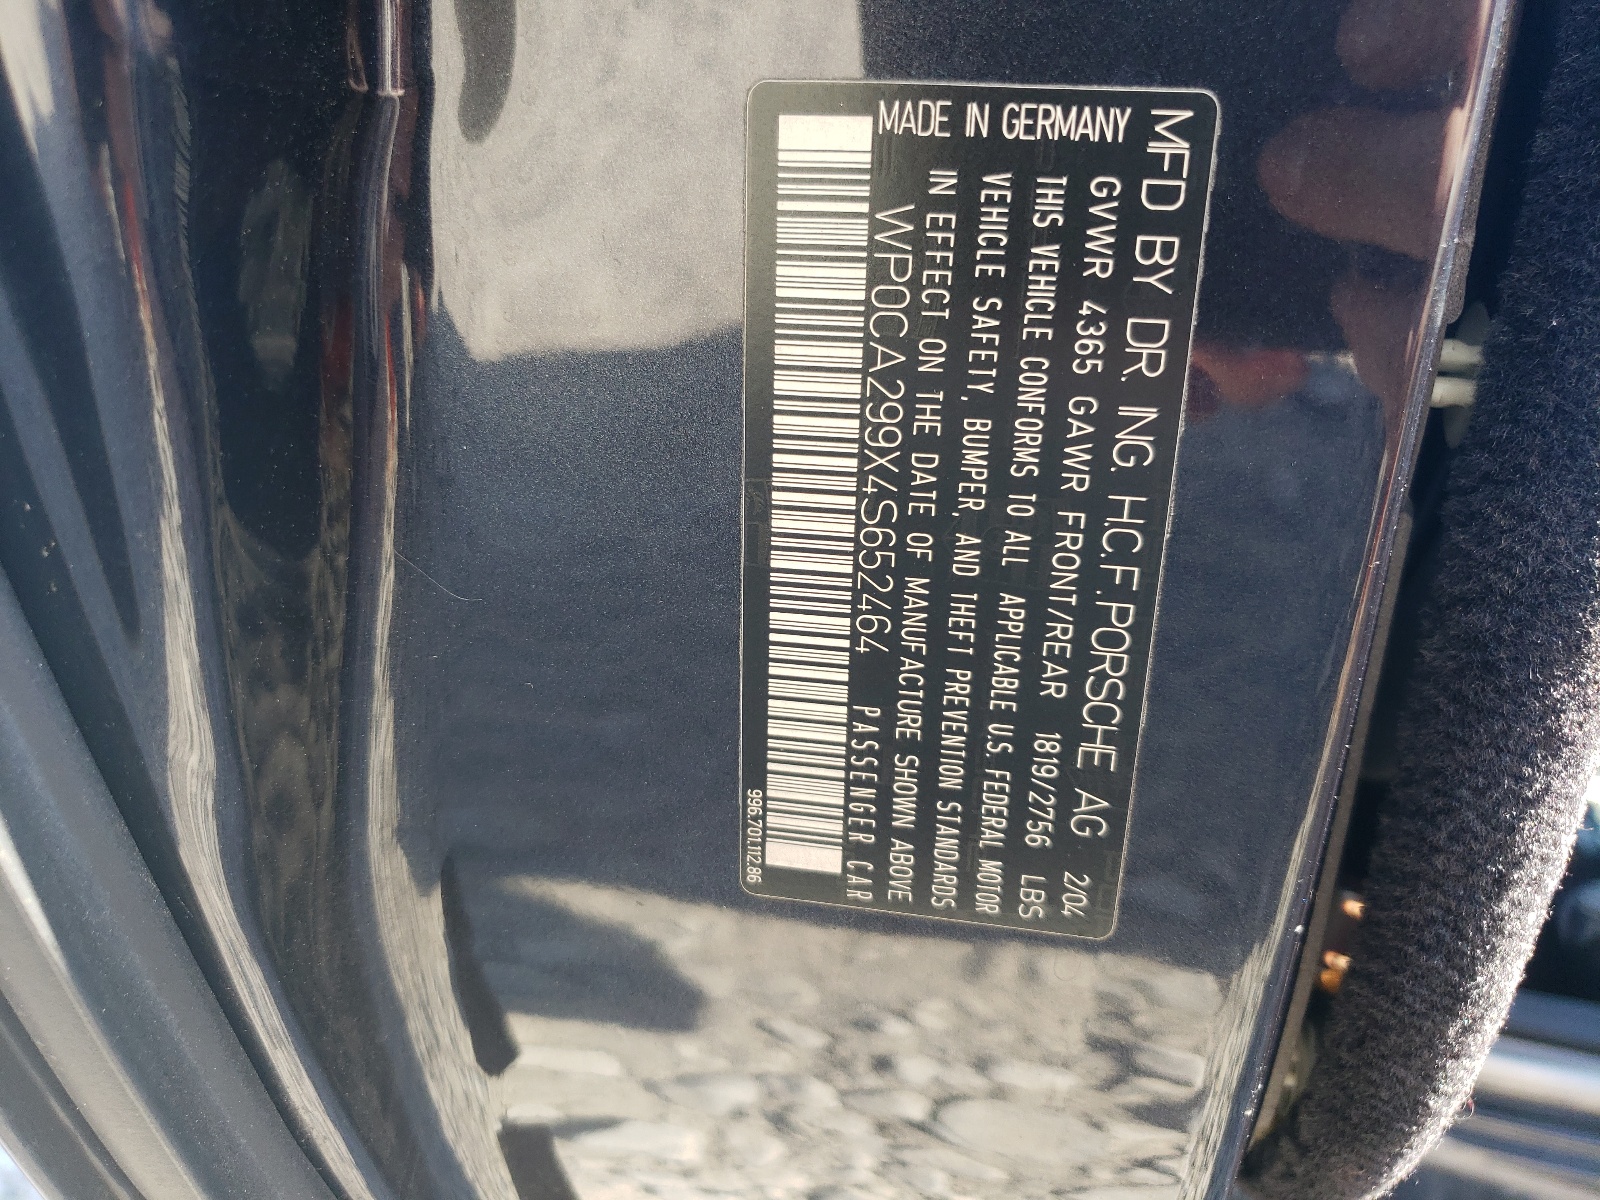 MFD BY DR. ING. H.C.F. PORSCHE AG 2/04
GVWR 4365 GAWR FRONT/REAR 1819/2756 LBS
THIS VEHICLE CONFORMS TO ALL APPLICABLE U.S. FEDERAL MOTOR
VEHICLE SAFETY, BUMPER, AND THEFT PREVENTION STANDARDS
IN EFFECT ON THE DATE OF MANUFACTURE SHOWN ABOVE
MADE IN GERMANY WP0CA299X4S652464 PASSENGER CAR
996.701.112.86